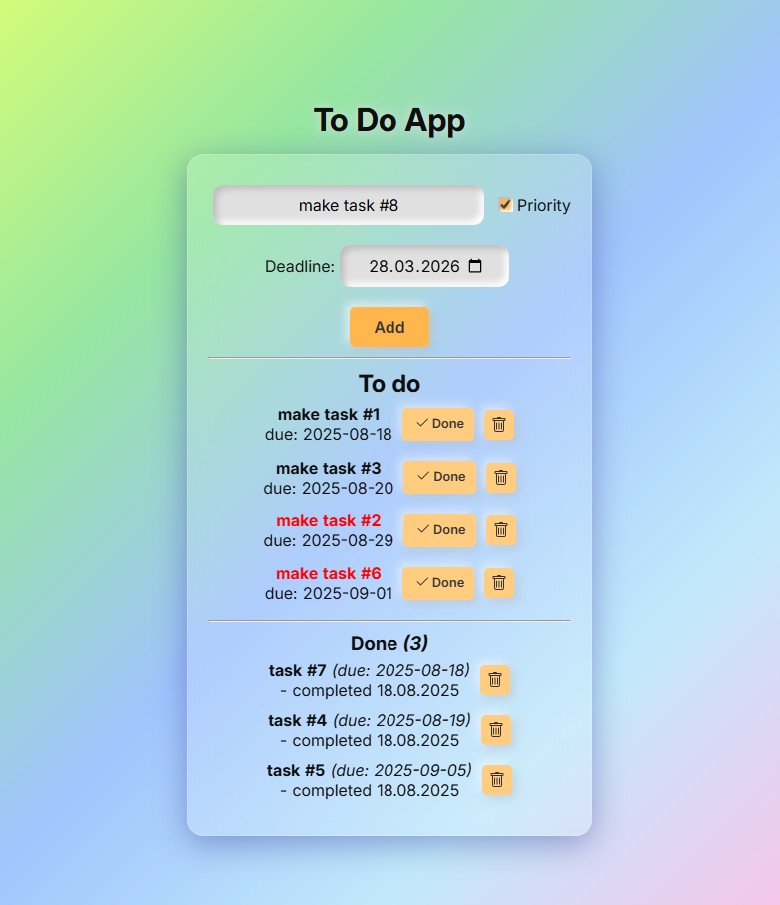 To Do App
make task #8
Priority
Deadline: 28.03.2026
Add
To do
make task #1
due: 2025-08-18
Done
make task #3
due: 2025-08-20
Done
make task #2
due: 2025-08-29
Done
make task #6
due: 2025-09-01
Done
Done (3)
task #7 (due: 2025-08-18)
- completed 18.08.2025
task #4 (due: 2025-08-19)
- completed 18.08.2025
task #5 (due: 2025-09-05)
- completed 18.08.2025